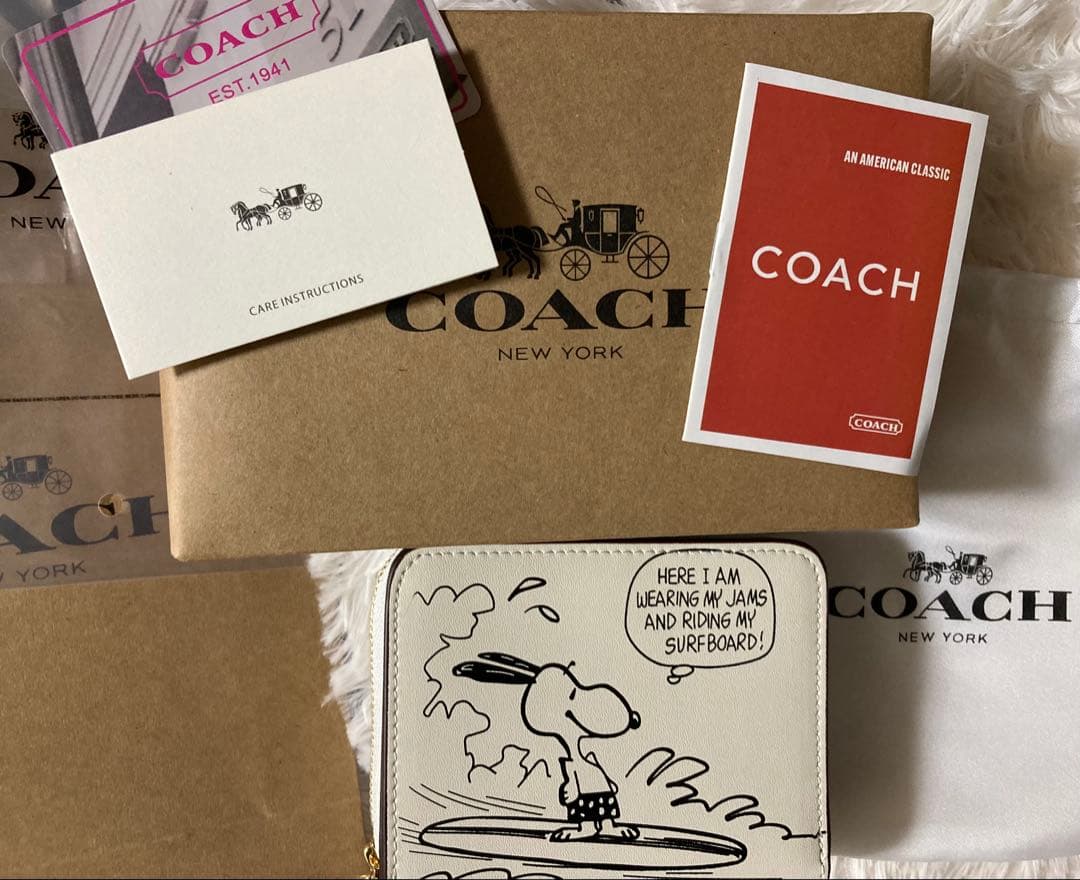 COACH
EST.1941
NEW
CARE INSTRUCTIONS
COACH
NEW YORK
AN AMERICAN CLASSIC
COACH
COACH
YORK
HERE I AM
WEARING MY JAMS
AND RIDING MY
SURFBOARD!
COACH
NEW YORK